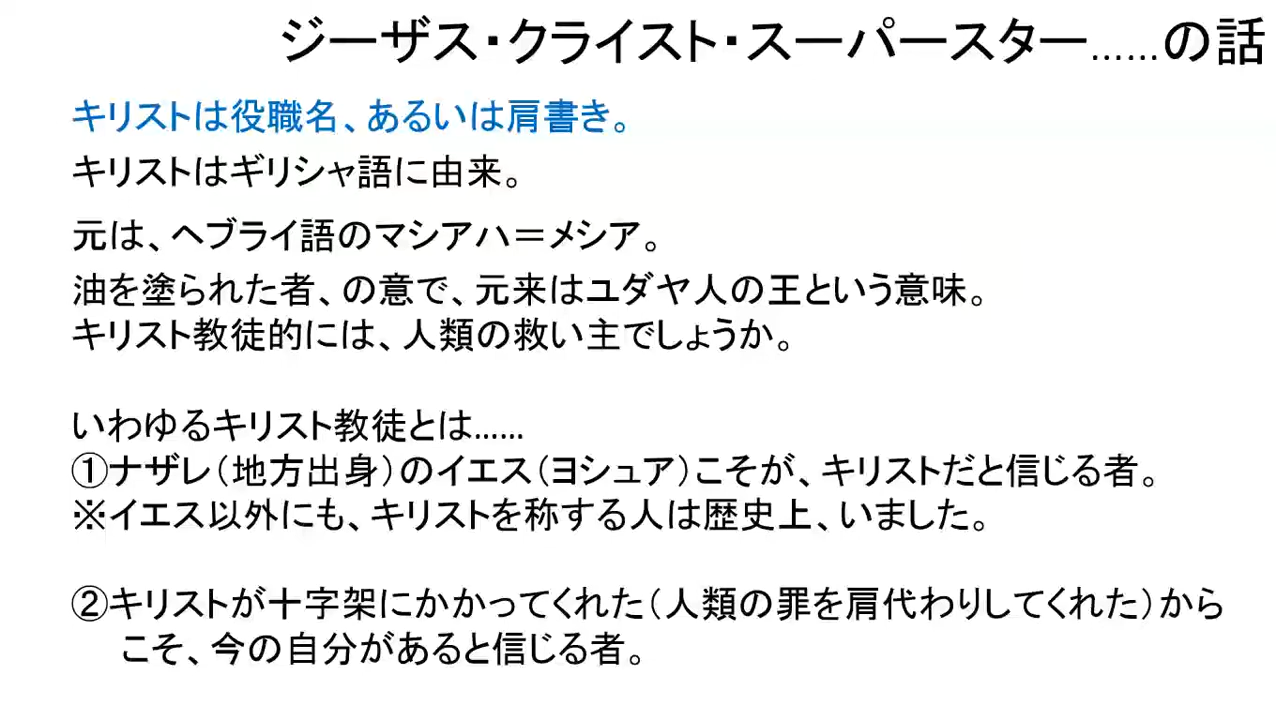 ジーザス・クライスト・スーパースター……の話
キリストは役職名、あるいは肩書き。
キリストはギリシャ語に由来。
元は、ヘブライ語のマシアハ＝メシア。
油を塗られた者、の意で、元来はユダヤ人の王という意味。
キリスト教徒的には、人類の救い主でしょうか。
いわゆるキリスト教徒とは……
①ナザレ（地方出身）のイエス（ヨシュア）こそが、キリストだと信じる者。
※イエス以外にも、キリストを称する人は歴史上、いました。
②キリストが十字架にかかってくれた（人類の罪を肩代わりしてくれた）から
こそ、今の自分があると信じる者。